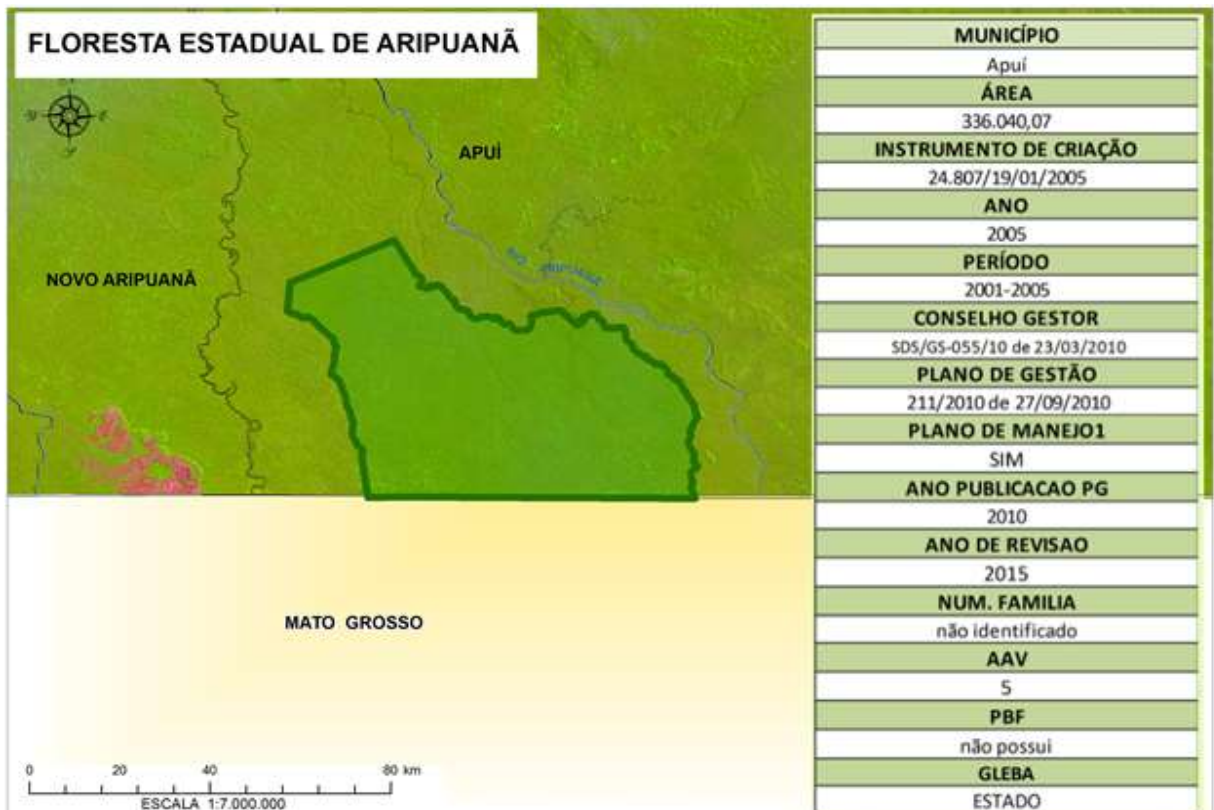 FLORESTA ESTADUAL DE ARIPUANÃ
APUÍ
NOVO ARIPUANÃ
RIO ARIPUANÃ
MATO GROSSO
0 20 40 80 km
ESCALA 1:7.000.000
MUNICÍPIO
Apuí
ÁREA
336.040,07
INSTRUMENTO DE CRIAÇÃO
24.807/19/01/2005
ANO
2005
PERÍODO
2001-2005
CONSELHO GESTOR
SDS/GS-055/10 de 23/03/2010
PLANO DE GESTÃO
211/2010 de 27/09/2010
PLANO DE MANEJO1
SIM
ANO PUBLICACAO PG
2010
ANO DE REVISAO
2015
NUM. FAMILIA
não identificado
AAV
5
PBF
não possui
GLEBA
ESTADO